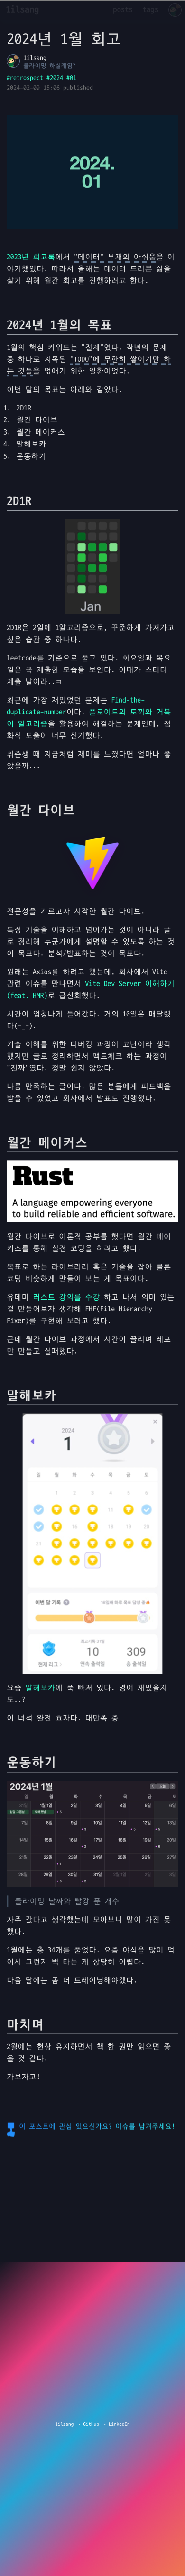 1ilsang
posts tags
2024년 1월 회고
1ilsang
클라이밍 하실래염?
#retrospect #2024 #01
2024-02-09 15:06 published
2024.
01
2023년 회고록에서 "데이터" 부재의 아쉬움을 이
야기했었다. 따라서 올해는 데이터 드리븐 삶을
살기 위해 월간 회고를 진행하려고 한다.
2024년 1월의 목표
1월의 핵심 키워드는 "절제"였다. 작년의 문제
중 하나로 지목된 "TODO"에 무한히 쌓이기만 하
는 것들을 없애기 위한 일환이었다.
이번 달의 목표는 아래와 같았다.
1. 2D1R
2. 월간 다이브
3. 월간 메이커스
4. 말해보카
5. 운동하기
2D1R
Jan
2D1R은 2일에 1알고리즘으로, 꾸준하게 가져가고
싶은 습관 중 하나다.
leetcode를 기준으로 풀고 있다. 화요일과 목요
일은 꼭 제출한 모습을 보인다. 이때가 스터디
제출 날이라..ㅋ
최근에 가장 재밌었던 문제는 Find-the-
duplicate-number이다. 플로이드의 토끼와 거북
이 알고리즘을 활용하여 해결하는 문제인데, 점
화식 도출이 너무 신기했다.
취준생 때 지금처럼 재미를 느꼈다면 얼마나 좋
았을까...
월간 다이브
전문성을 기르고자 시작한 월간 다이브.
특정 기술을 이해하고 넘어가는 것이 아니라 글
로 정리해 누군가에게 설명할 수 있도록 하는 것
이 목표다. 분석/발표하는 것이 목표다.
원래는 Axios를 하려고 했는데, 회사에서 Vite
관련 이슈를 만나면서 Vite Dev Server 이해하기
(feat. HMR)로 급선회했다.
시간이 엄청나게 들어갔다. 거의 10일은 매달렸
다(-_-).
기술 이해를 위한 디버깅 과정이 고난이라 생각
했지만 글로 정리하면서 팩트체크 하는 과정이
"진짜"였다. 정말 쉽지 않았다.
나름 만족하는 글이다. 많은 분들에게 피드백을
받을 수 있었고 회사에서 발표도 진행했다.
월간 메이커스
Rust
A language empowering everyone
to build reliable and efficient software.
월간 다이브로 이론적 공부를 했다면 월간 메이
커스를 통해 실전 코딩을 하려고 했다.
목표로 하는 라이브러리 혹은 기술을 잡아 클론
코딩 비슷하게 만들어 보는 게 목표이다.
유데미 러스트 강의를 수강 하고 나서 의미 있는
걸 만들어보자 생각해 FHF(File Hierarchy
Fixer)를 구현해 보려고 했다.
근데 월간 다이브 과정에서 시간이 끌리며 레포
만 만들고 실패했다.
말해보카
2024
1
일 월 화 수 목 금 토
이번 달 기록
현재 리그
10
연속 출석일
309
총 출석일
요즘 말해보카에 푹 빠져 있다. 영어 재밌을지
도..?
이 녀석 완전 효자다. 대만족 중
운동하기
2024년 1월
클라이밍 날짜와 빨강 푼 개수
자주 갔다고 생각했는데 모아보니 많이 가진 못
했다.
1월에는 총 34개를 풀었다. 요즘 야식을 많이 먹
어서 그런지 벽 타는 게 상당히 어렵다.
다음 달에는 좀 더 트레이닝해야겠다.
마치며
2월에는 현상 유지하면서 책 한 권만 읽으면 좋
을 것 같다.
가보자고!
이 포스트에 관심 있으신가요? 이슈를 남겨주세요!
1ilsang • GitHub • LinkedIn